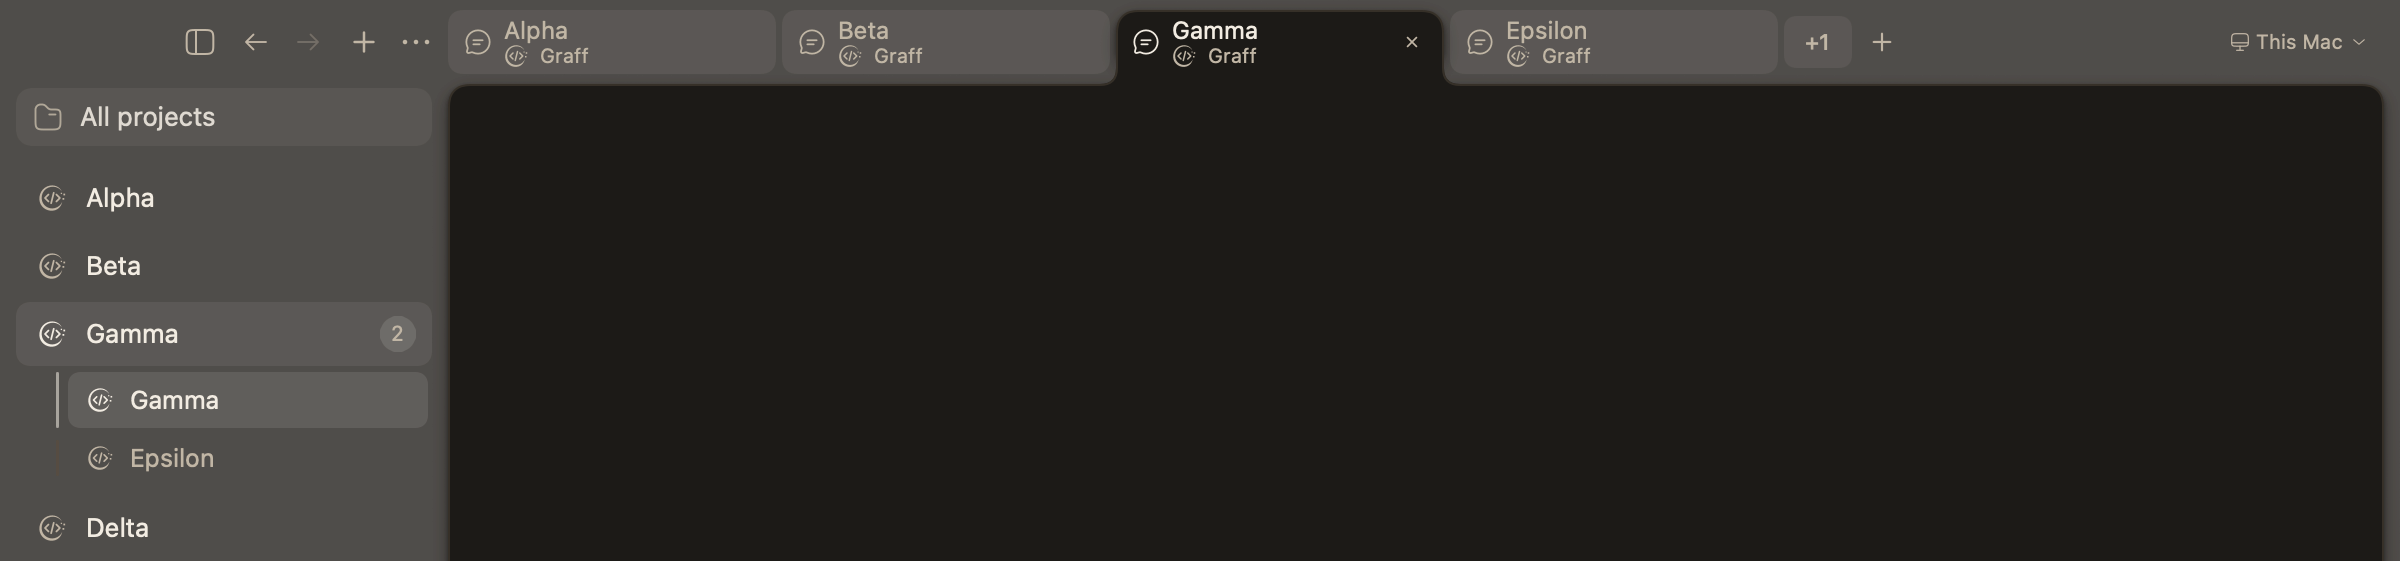 Alpha
Graff
Beta
Graff
Gamma
Graff
Epsilon
Graff
+1
This Mac
All projects
Alpha
Beta
Gamma
2
Gamma
Epsilon
Delta